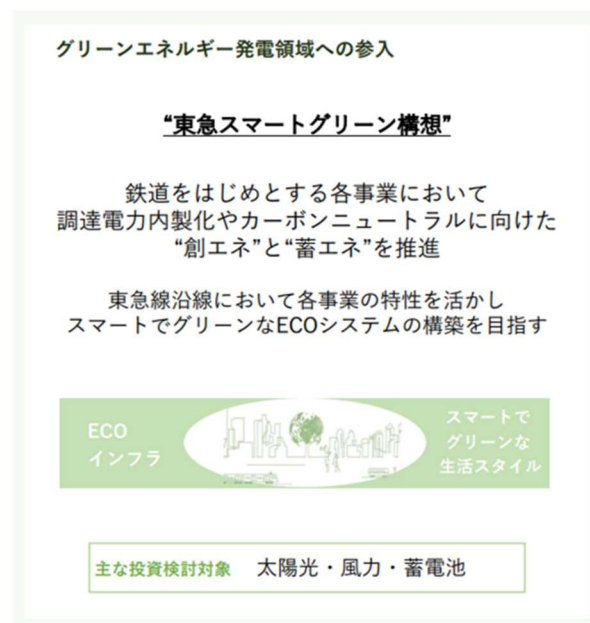 グリーンエネルギー発電領域への参入
“東急スマートグリーン構想”
鉄道をはじめとする各事業において
調達電力内製化やカーボンニュートラルに向けた
“創エネ”と“蓄エネ”を推進
東急線沿線において各事業の特性を活かし
スマートでグリーンなECOシステムの構築を目指す
ECO
インフラ
スマートで
グリーンな
生活スタイル
主な投資検討対象 太陽光・風力・蓄電池